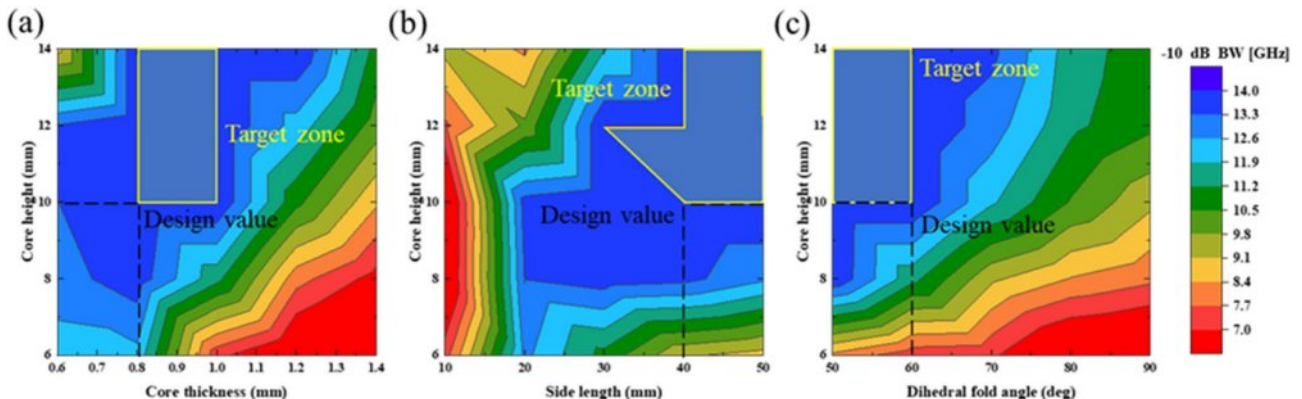 (a)
14
12
10
8
6
Core height (mm)
0.6 0.7 0.8 0.9 1.0 1.1 1.2 1.3 1.4
Core thickness (mm)
Target zone
Design value
(b)
14
12
10
8
6
Core height (mm)
10 20 30 40 50
Side length (mm)
Target zone
Design value
(c)
14
12
10
8
6
Core height (mm)
50 60 70 80 90
Dihedral fold angle (deg)
Target zone
Design value
-10 dB BW [GHz]
14.0
13.6
12.6
11.9
11.2
10.5
9.8
9.1
8.4
7.7
7.0